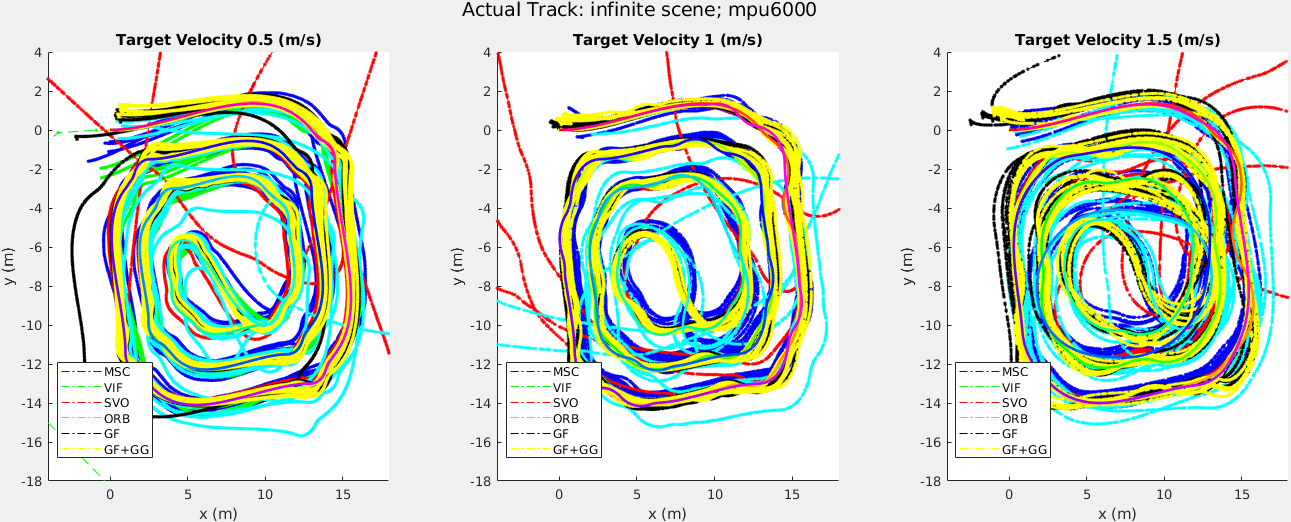 Actual Track: infinite scene; mpu6000
Target Velocity 0.5 (m/s)
4
2
0
-2
-4
-6
-8
-10
-12
-14
-16
-18
y (m)
0
5
10
15
x (m)
MSC
VIF
SVO
ORB
GF
GF+GG
Target Velocity 1 (m/s)
4
2
0
-2
-4
-6
-8
-10
-12
-14
-16
-18
y (m)
0
5
10
15
x (m)
MSC
VIF
SVO
ORB
GF
GF+GG
Target Velocity 1.5 (m/s)
4
2
0
-2
-4
-6
-8
-10
-12
-14
-16
-18
y (m)
0
5
10
15
x (m)
MSC
VIF
SVO
ORB
GF
GF+GG